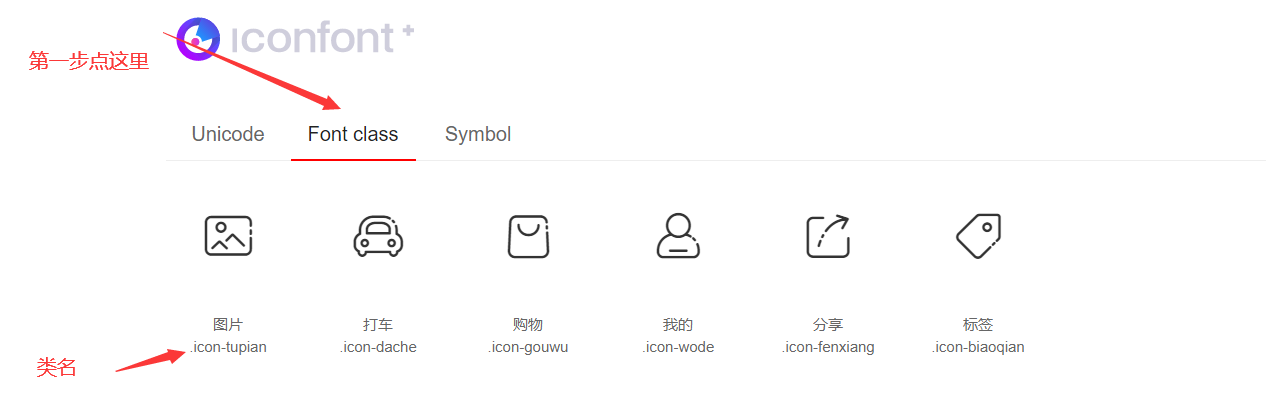 iconfont+
第一步点这里
Unicode Font class Symbol
图片 打车 购物 我的 分享 标签
.icon-tupian .icon-dache .icon-gouwu .icon-wode .icon-fenxiang .icon-biaoqian
类名